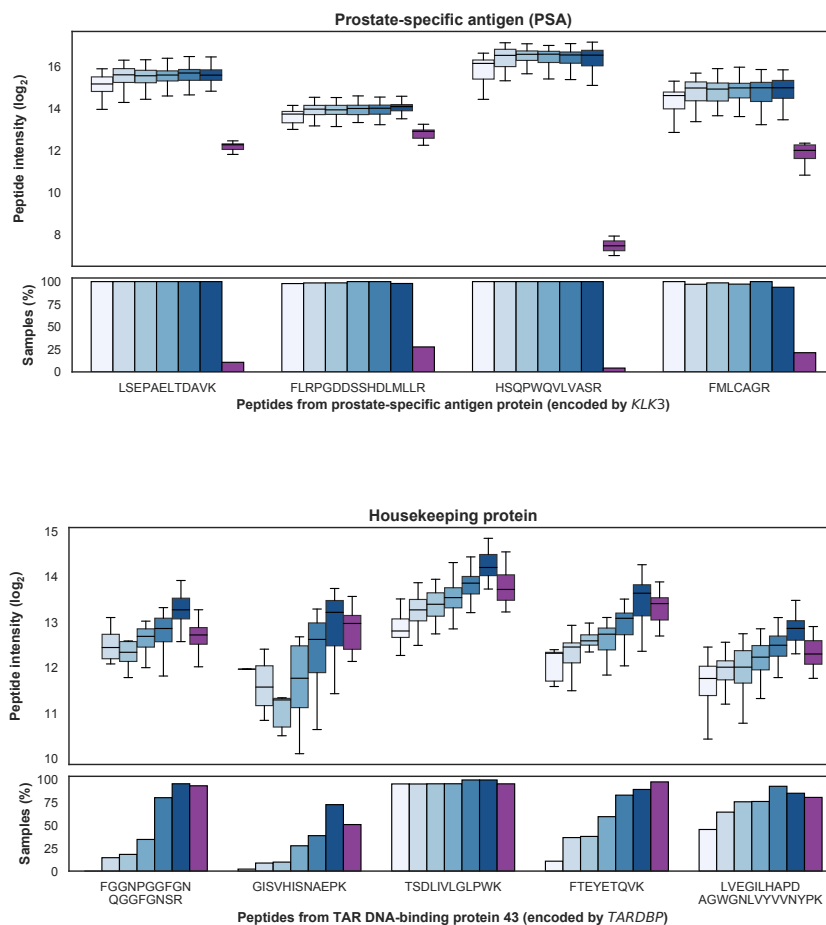 Prostate-specific antigen (PSA)
Peptide intensity (log2)
16
14
12
10
8
Samples (%)
100
75
50
25
0
LSEPAELTDAVK
FLRPGDDSSHDLMLLR
HSQPWQVLVASR
FMLCAGR
Peptides from prostate-specific antigen protein (encoded by KLK3)
Housekeeping protein
Peptide intensity (log2)
15
14
13
12
11
10
Samples (%)
100
75
50
25
0
FGGNPGGFGN
QGGFGNSR
GISVHISNAEPK
TSDLIVLGLPWK
FTEYETQVK
LVEGILHAPD
AGWGNLVYVVNYPK
Peptides from TAR DNA-binding protein 43 (encoded by TARDBP)